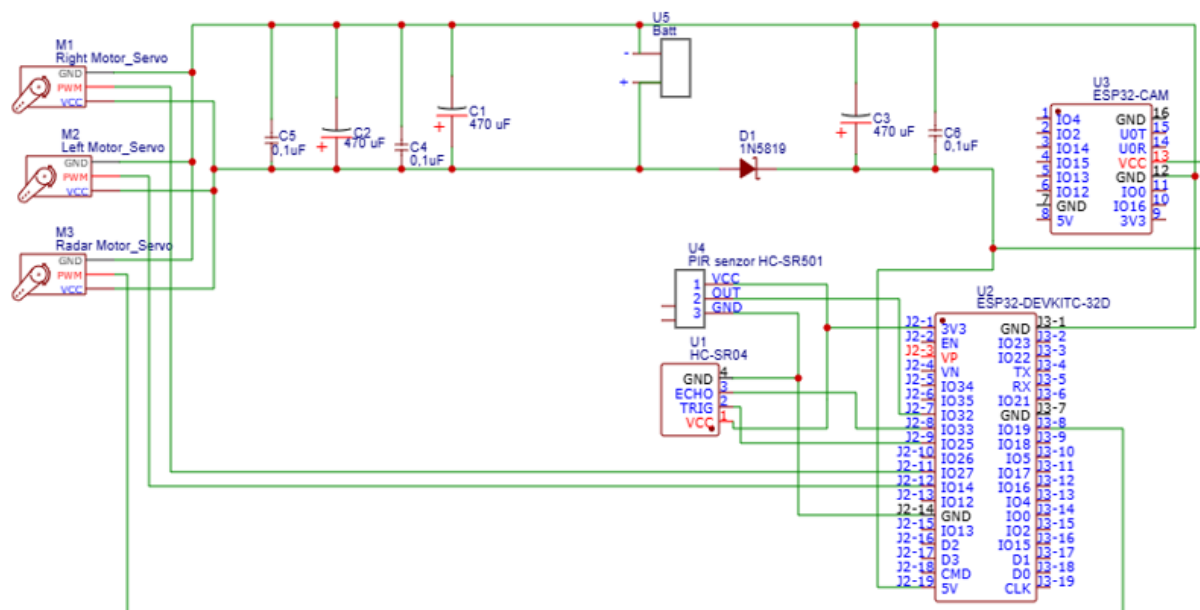 M1
Right Motor_Servo
GND
PWM
VCC
M2
Left Motor_Servo
GND
PWM
VCC
M3
Radar Motor_Servo
GND
PWM
VCC
C5
0,1uF
C2
470 uF
C4
0,1uF
C1
470 uF
U5
Batt
-
+
D1
1N5819
C3
470 uF
C6
0,1uF
U3
ESP32-CAM
1 IO4
2 IO2
3 IO14
4 IO15
5 IO13
6 IO12
7 GND
8 5V
GND 16
U0T 15
U0R 14
VCC 13
GND 12
IO0 11
IO16 10
3V3 9
U4
PIR senzor HC-SR501
1 VCC
2 OUT
3 GND
U1
HC-SR04
GND 4
ECHO 3
TRIG 2
VCC 1
U2
ESP32-DEVKITC-32D
J2-1 3V3
J2-2 EN
J2-3 VP
J2-4 VN
J2-5 IO34
J2-6 IO35
J2-7 IO32
J2-8 IO33
J2-9 IO25
J2-10 IO26
J2-11 IO27
J2-12 IO14
J2-13 IO12
J2-14 GND
J2-15 IO13
J2-16 D2
J2-17 D3
J2-18 CMD
J2-19 5V
GND J3-1
IO23 J3-2
IO22 J3-3
TX J3-4
RX J3-5
IO21 J3-6
GND J3-7
IO19 J3-8
IO18 J3-9
IO5 J3-10
IO17 J3-11
IO16 J3-12
IO4 J3-13
IO0 J3-14
IO2 J3-15
IO15 J3-16
D1 J3-17
D0 J3-18
CLK J3-19